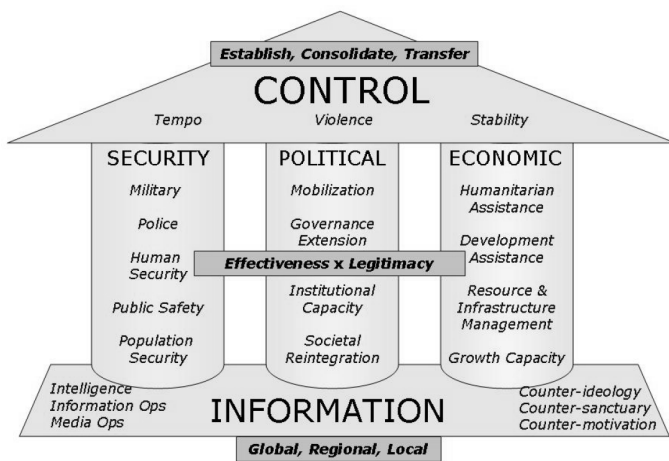 Establish, Consolidate, Transfer
CONTROL
Tempo
Violence
Stability
SECURITY
Military
Police
Human
Security
Public Safety
Population
Security
POLITICAL
Mobilization
Governance
Extension
Institutional
Capacity
Societal
Reintegration
ECONOMIC
Humanitarian
Assistance
Development
Assistance
Resource &
Infrastructure
Management
Growth Capacity
Effectiveness x Legitimacy
Intelligence
Information Ops
Media Ops
INFORMATION
Counter-ideology
Counter-sanctuary
Counter-motivation
Global, Regional, Local